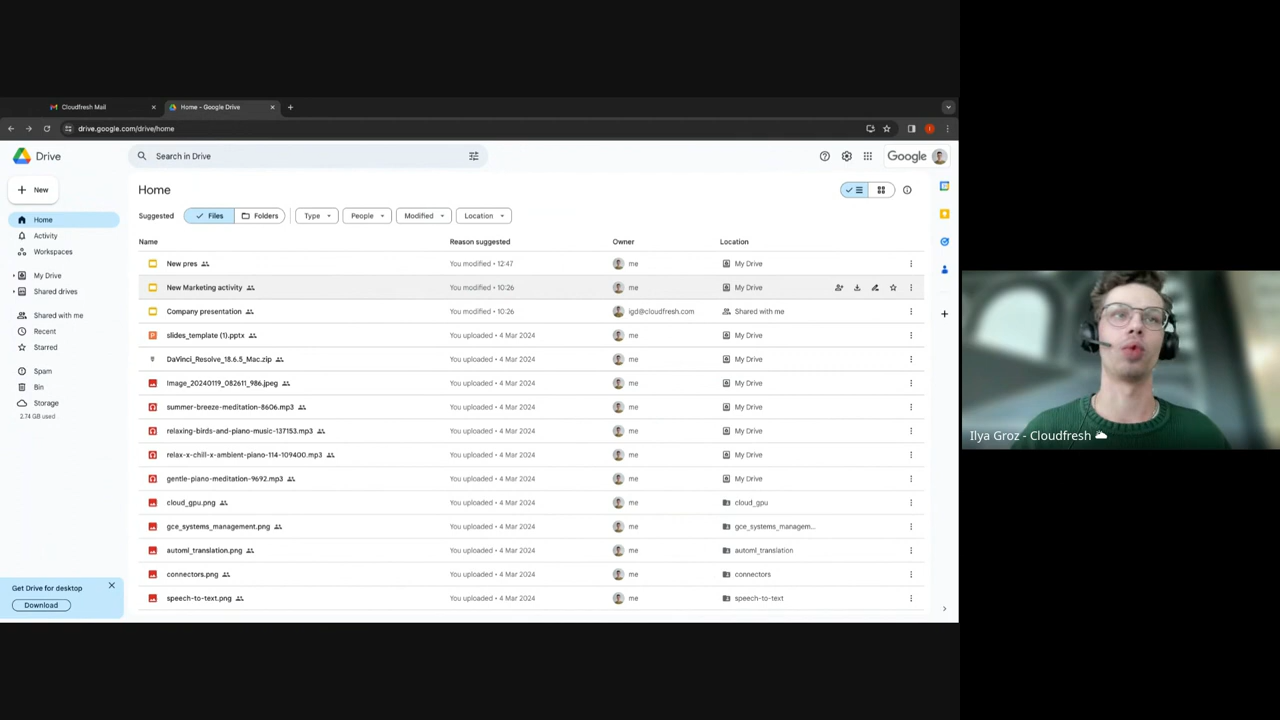 Cloudfresh Mail
Home - Google Drive
drive.google.com/drive/home
Drive
Search in Drive
Google
New
Home
Activity
Workspaces
My Drive
Shared drives
Shared with me
Recent
Starred
Spam
Bin
Storage
2.74 GB used
Get Drive for desktop
Download
Home
Suggested Files Folders Type People Modified Location
Name Reason suggested Owner Location
New pres You modified • 12:47 me My Drive
New Marketing activity You modified • 10:26 me My Drive
Company presentation You modified • 10:26 igd@cloudfresh.com Shared with me
slides_template (1).pptx You uploaded • 4 Mar 2024 me My Drive
DaVinci_Resolve_18.6.5_Mac.zip You uploaded • 4 Mar 2024 me My Drive
Image_20240119_082611_986.jpeg You uploaded • 4 Mar 2024 me My Drive
summer-breeze-meditation-8606.mp3 You uploaded • 4 Mar 2024 me My Drive
relaxing-birds-and-piano-music-137153.mp3 You uploaded • 4 Mar 2024 me My Drive
relax-x-chill-x-ambient-piano-114-109400.mp3 You uploaded • 4 Mar 2024 me My Drive
gentle-piano-meditation-9692.mp3 You uploaded • 4 Mar 2024 me My Drive
cloud_gpu.png You uploaded • 4 Mar 2024 me cloud_gpu
gce_systems_management.png You uploaded • 4 Mar 2024 me gce_systems_managem...
automl_translation.png You uploaded • 4 Mar 2024 me automl_translation
connectors.png You uploaded • 4 Mar 2024 me connectors
speech-to-text.png You uploaded • 4 Mar 2024 me speech-to-text
Ilya Groz - Cloudfresh